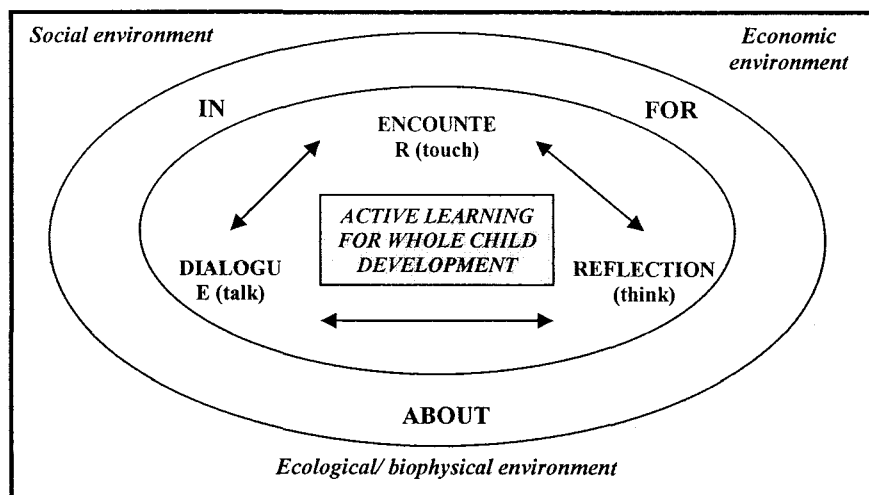 Social environment
Economic
environment
IN
FOR
ENCOUNTE
R (touch)
ACTIVE LEARNING
FOR WHOLE CHILD
DEVELOPMENT
DIALOGU
E (talk)
REFLECTION
(think)
ABOUT
Ecological/ biophysical environment